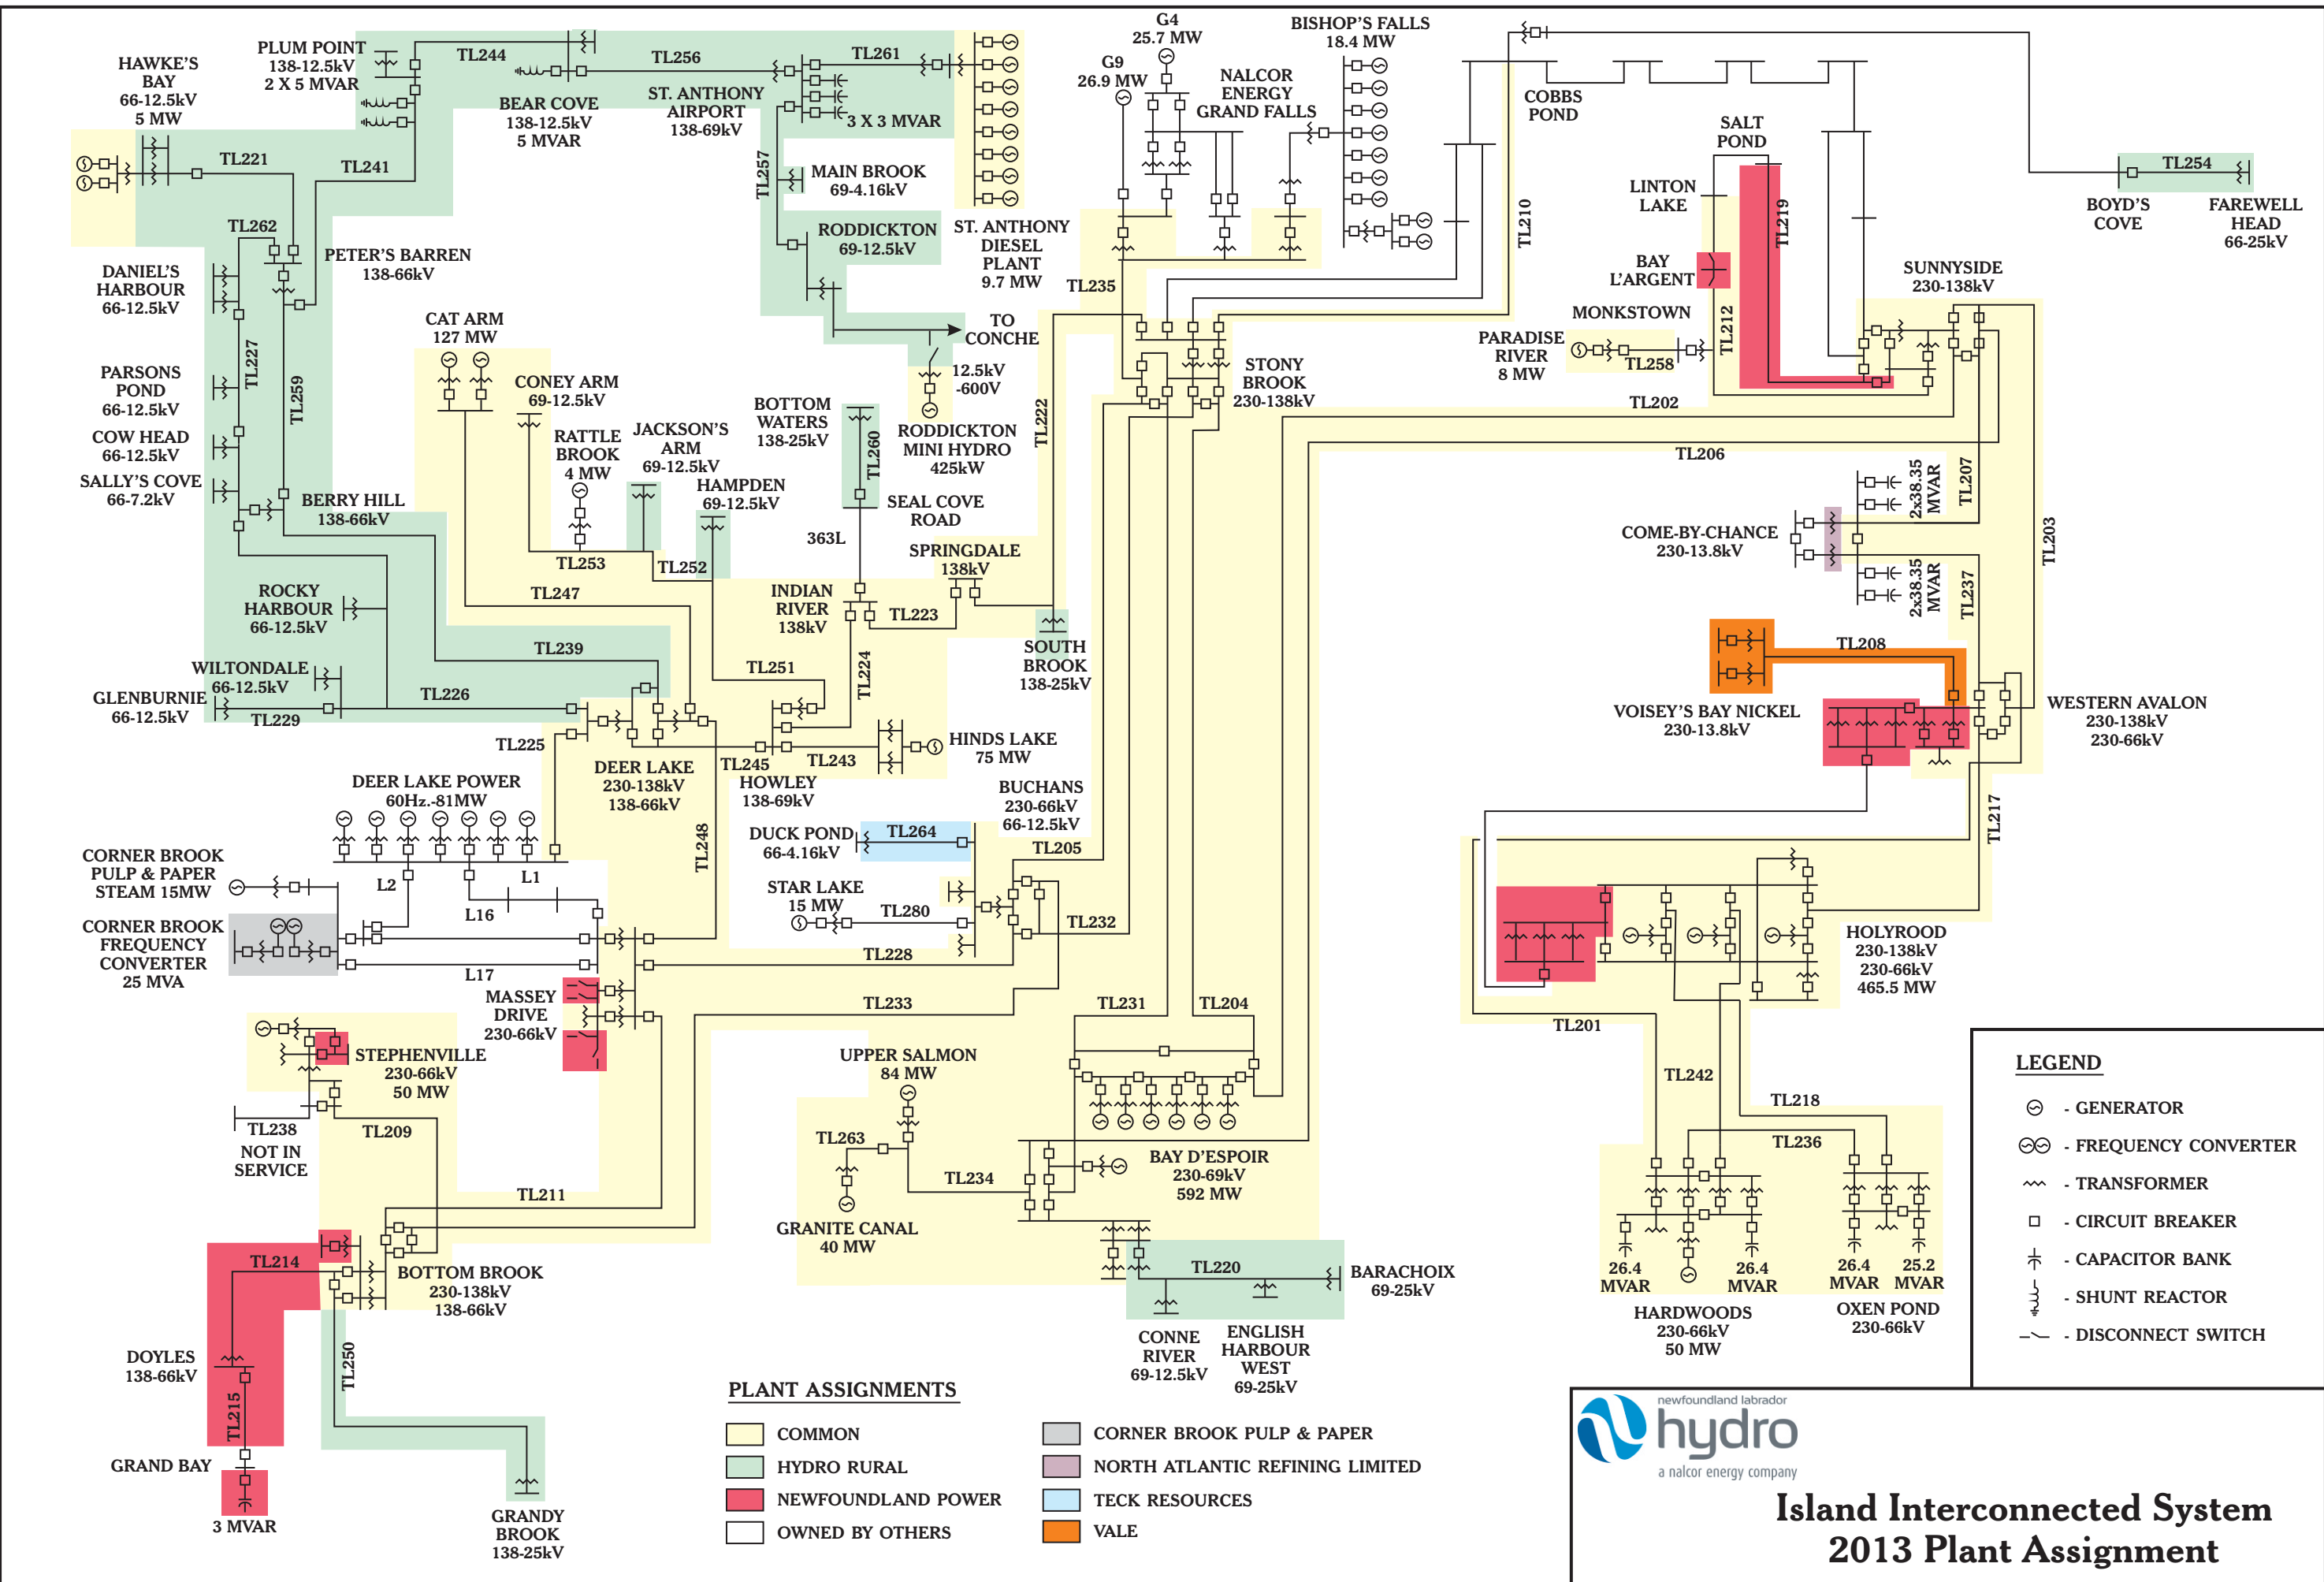 HAWKE'S
BAY
66-12.5kV
5 MW
PLUM POINT
138-12.5kV
2 X 5 MVAR
TL244
TL256
TL261
BEAR COVE
138-12.5kV
5 MVAR
ST. ANTHONY
AIRPORT
138-69kV
3 X 3 MVAR
TL221
TL241
TL257
MAIN BROOK
69-4.16kV
RODDICKTON
69-12.5kV
ST. ANTHONY
DIESEL
PLANT
9.7 MW
TL262
PETER'S BARREN
138-66kV
DANIEL'S
HARBOUR
66-12.5kV
TL227
TL259
PARSONS
POND
66-12.5kV
COW HEAD
66-12.5kV
SALLY'S COVE
66-7.2kV
BERRY HILL
138-66kV
G4
25.7 MW
G9
26.9 MW
NALCOR
ENERGY
GRAND FALLS
BISHOP'S FALLS
18.4 MW
COBBS
POND
TL210
SALT
POND
LINTON
LAKE
TL219
BAY
L'ARGENT
TL212
MONKSTOWN
PARADISE
RIVER
8 MW
TL258
SUNNYSIDE
230-138kV
TL254
BOYD'S
COVE
FAREWELL
HEAD
66-25kV
TL235
TO
CONCHE
12.5kV
-600V
RODDICKTON
MINI HYDRO
425kW
STONY
BROOK
230-138kV
TL222
TL202
TL206
TL207
TL203
TL237
2x38.35
MVAR
COME-BY-CHANCE
230-13.8kV
2x38.35
MVAR
CAT ARM
127 MW
CONEY ARM
69-12.5kV
RATTLE
BROOK
4 MW
JACKSON'S
ARM
69-12.5kV
HAMPDEN
69-12.5kV
BOTTOM
WATERS
138-25kV
TL260
SEAL COVE
ROAD
363L
SPRINGDALE
138kV
TL253
TL252
TL247
INDIAN
RIVER
138kV
TL223
ROCKY
HARBOUR
66-12.5kV
TL239
TL251
TL224
SOUTH
BROOK
138-25kV
WILTONDALE
66-12.5kV
GLENBURNIE
66-12.5kV
TL229
TL226
TL225
DEER LAKE
230-138kV
138-66kV
TL245
TL243
HOWLEY
138-69kV
HINDS LAKE
75 MW
TL208
VOISEY'S BAY NICKEL
230-13.8kV
WESTERN AVALON
230-138kV
230-66kV
TL217
DEER LAKE POWER
60Hz.-81MW
TL248
BUCHANS
230-66kV
66-12.5kV
DUCK POND
66-4.16kV
TL264
TL205
STAR LAKE
15 MW
TL280
TL232
TL228
CORNER BROOK
PULP & PAPER
STEAM 15MW
L2
L1
L16
CORNER BROOK
FREQUENCY
CONVERTER
25 MVA
L17
MASSEY
DRIVE
230-66kV
TL233
TL231
TL204
HOLYROOD
230-138kV
230-66kV
465.5 MW
TL201
STEPHENVILLE
230-66kV
50 MW
TL238
NOT IN
SERVICE
TL209
TL211
UPPER SALMON
84 MW
TL263
TL234
GRANITE CANAL
40 MW
BAY D'ESPOIR
230-69kV
592 MW
TL242
TL218
TL236
TL214
BOTTOM BROOK
230-138kV
138-66kV
TL220
BARACHOIX
69-25kV
CONNE
RIVER
69-12.5kV
ENGLISH
HARBOUR
WEST
69-25kV
26.4
MVAR
26.4
MVAR
26.4
MVAR
25.2
MVAR
HARDWOODS
230-66kV
50 MW
OXEN POND
230-66kV
DOYLES
138-66kV
TL215
TL250
GRAND BAY
3 MVAR
GRANDY
BROOK
138-25kV
PLANT ASSIGNMENTS
COMMON
HYDRO RURAL
NEWFOUNDLAND POWER
OWNED BY OTHERS
CORNER BROOK PULP & PAPER
NORTH ATLANTIC REFINING LIMITED
TECK RESOURCES
VALE
LEGEND
- GENERATOR
- FREQUENCY CONVERTER
- TRANSFORMER
- CIRCUIT BREAKER
- CAPACITOR BANK
- SHUNT REACTOR
- DISCONNECT SWITCH
newfoundland labrador
hydro
a nalcor energy company
Island Interconnected System
2013 Plant Assignment